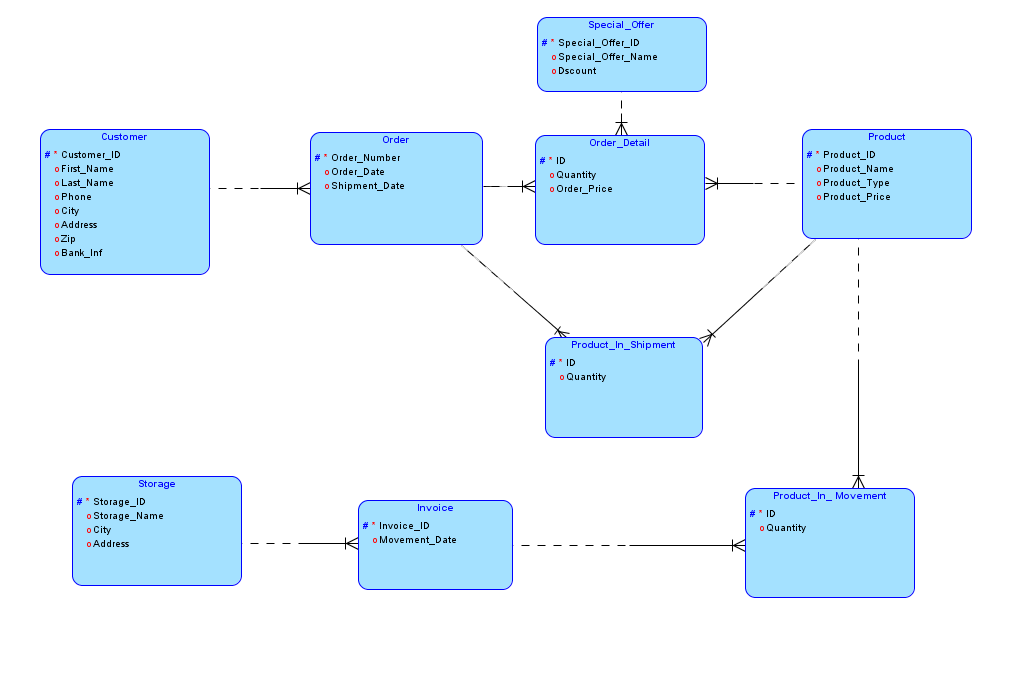 Special_Offer
# * Special_Offer_ID
o Special_Offer_Name
o Dscount
Customer
# * Customer_ID
o First_Name
o Last_Name
o Phone
o City
o Address
o Zip
o Bank_Inf
Order
# * Order_Number
o Order_Date
o Shipment_Date
Order_Detail
# * ID
o Quantity
o Order_Price
Product
# * Product_ID
o Product_Name
o Product_Type
o Product_Price
Product_In_Shipment
# * ID
o Quantity
Storage
# * Storage_ID
o Storage_Name
o City
o Address
Invoice
# * Invoice_ID
o Movement_Date
Product_In_ Movement
# * ID
o Quantity